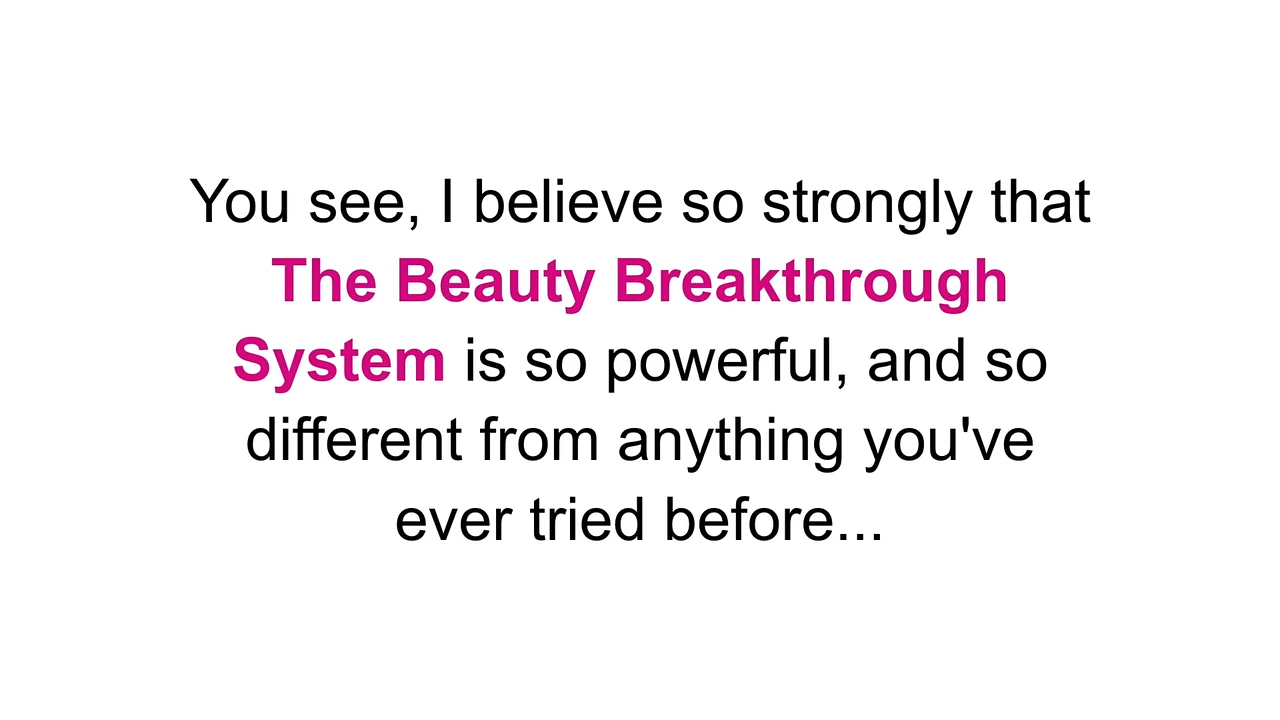 You see, I believe so strongly that
The Beauty Breakthrough
System is so powerful, and so
different from anything you've
ever tried before...